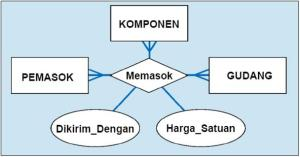 KOMPONEN
PEMASOK
Memasok
GUDANG
Dikirim_Dengan
Harga_Satuan